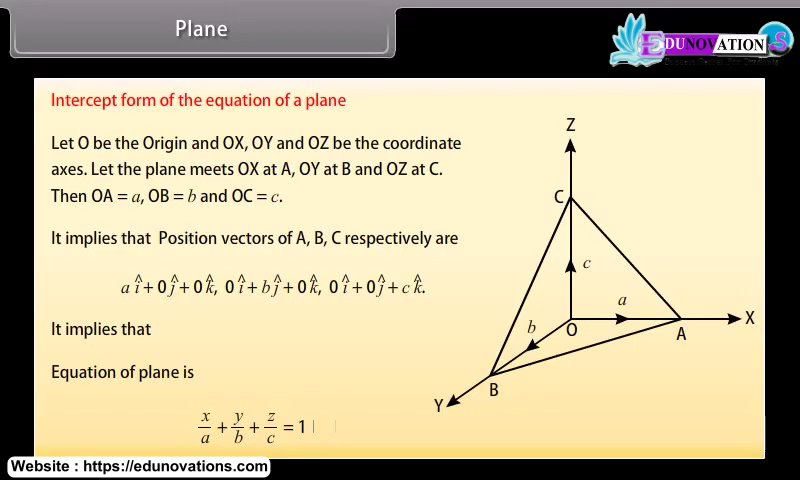 Plane
EDUNOVATIONS
Intercept form of the equation of a plane
Let O be the Origin and OX, OY and OZ be the coordinate
axes. Let the plane meets OX at A, OY at B and OZ at C.
Then OA = a, OB = b and OC = c.
It implies that Position vectors of A, B, C respectively are
a î + 0 ĵ + 0 k̂, 0 î + b ĵ + 0 k̂, 0 î + 0 ĵ + c k̂.
It implies that
Equation of plane is
x/a + y/b + z/c = 1
Z
C
c
a
X
b
O
A
B
Y
Website : https://edunovations.com